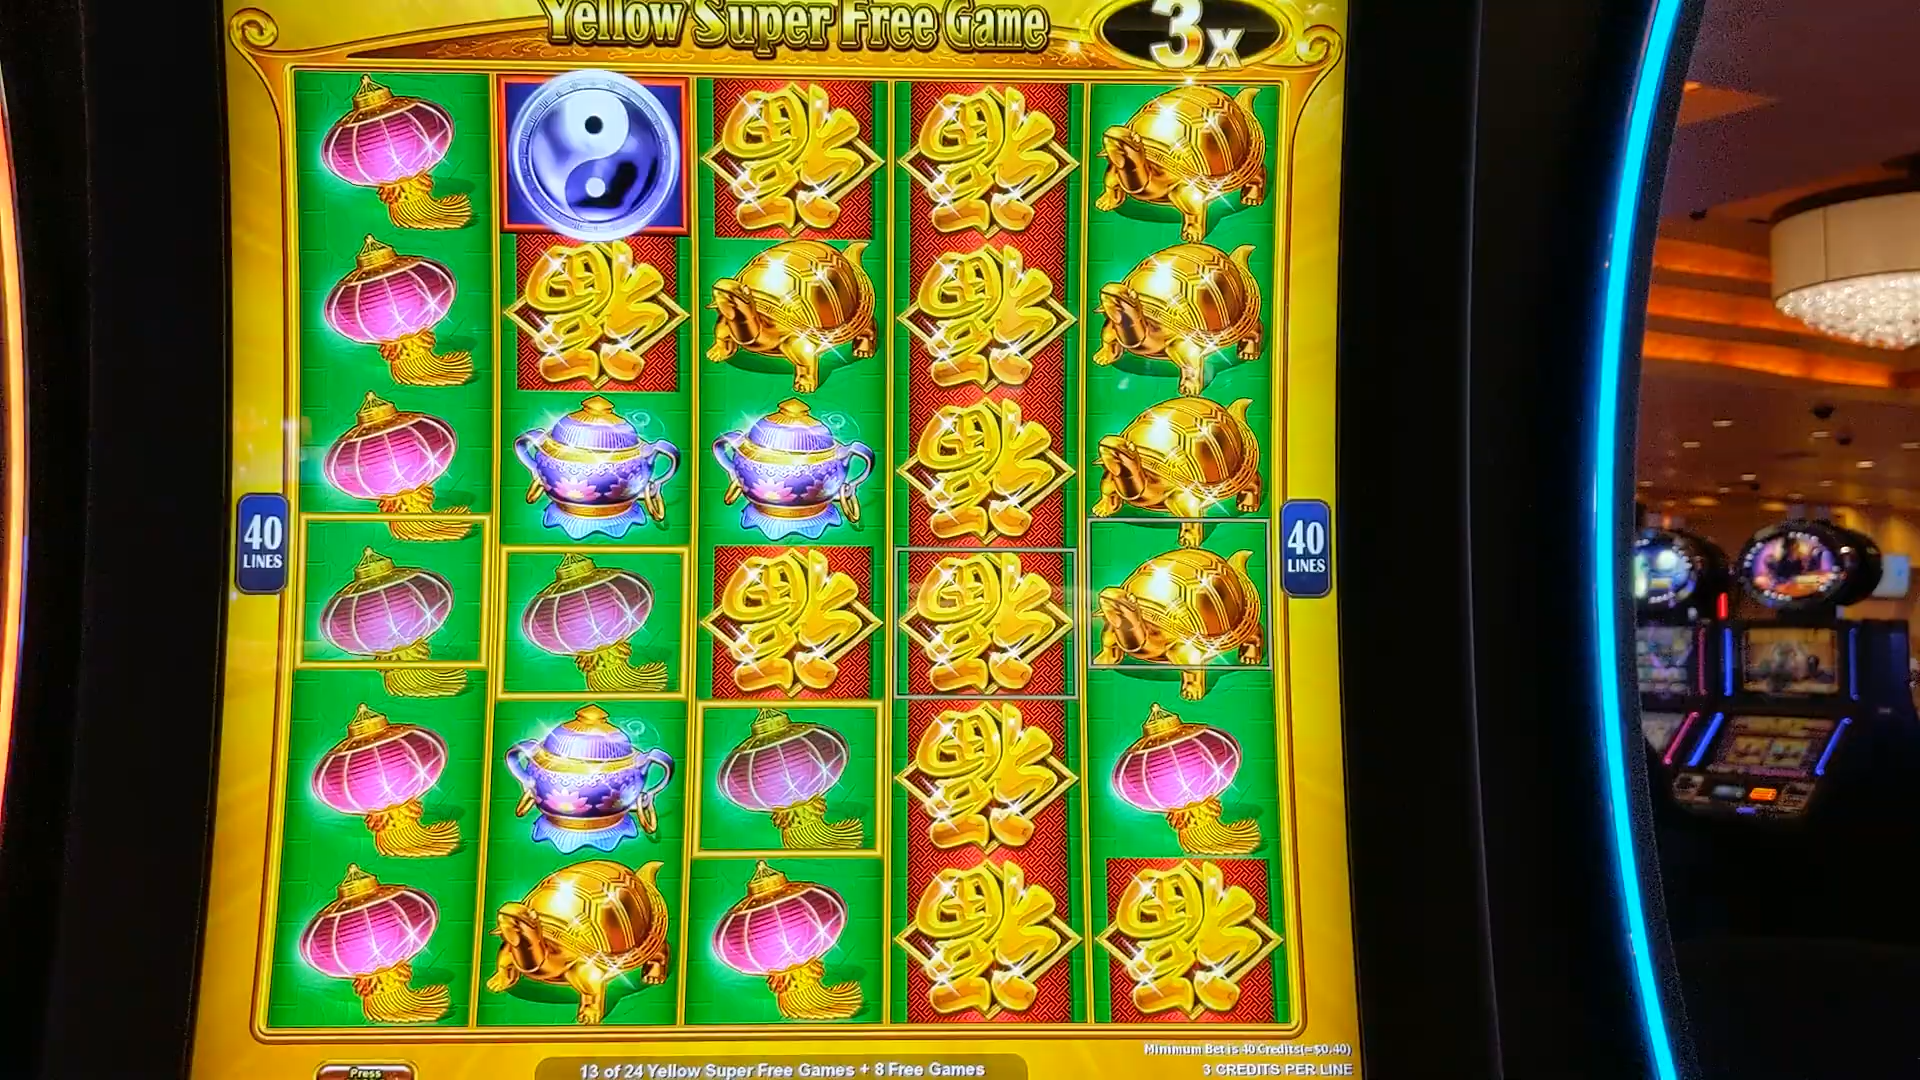 Yellow Super Free Game
3x
40
LINES
40
LINES
Minimum Bet is 40 Credits(=$0.40)
Press
13 of 24 Yellow Super Free Games + 8 Free Games
3 CREDITS PER LINE